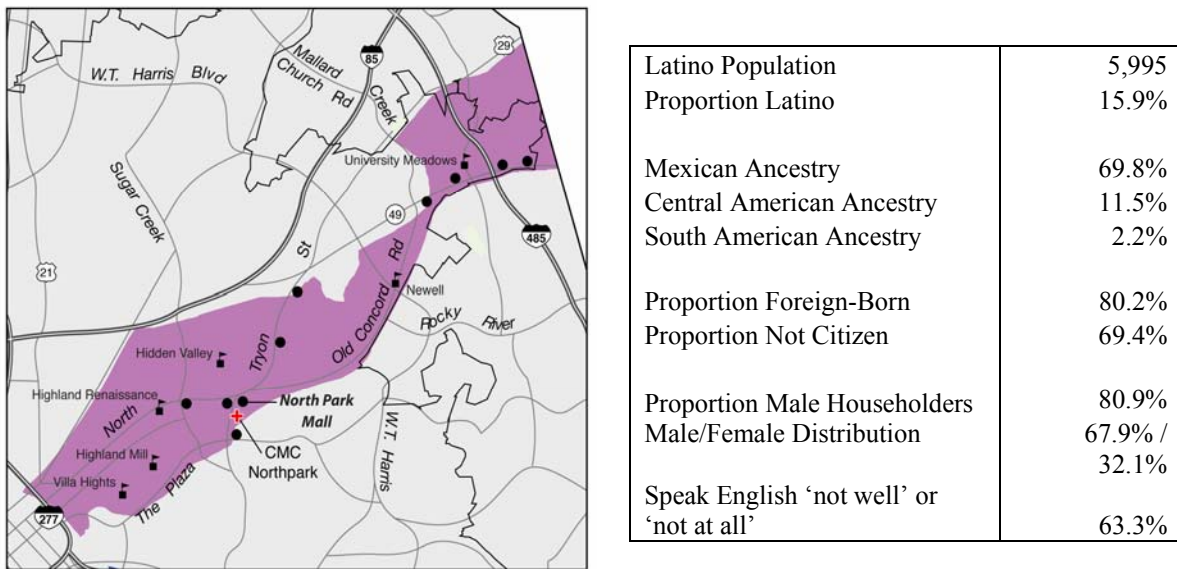 29
Mallard
Church Rd
85
W.T. Harris Blvd
Creek
University Meadows
Sugar Creek
49
485
St
21
Old Concord Rd
Newell
Rocky River
Hidden Valley
Tryon
Highland Renaissance
North
North Park
Mall
W.T. Harris
CMC
Northpark
Highland Mill
Villa Hights
The Plaza
277
Latino Population 5,995
Proportion Latino 15.9%
Mexican Ancestry 69.8%
Central American Ancestry 11.5%
South American Ancestry 2.2%
Proportion Foreign-Born 80.2%
Proportion Not Citizen 69.4%
Proportion Male Householders 80.9%
Male/Female Distribution 67.9% /
32.1%
Speak English ‘not well’ or
‘not at all’ 63.3%